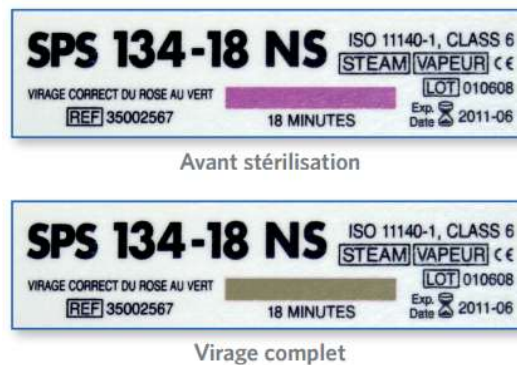 SPS 134-18 NS
ISO 11140-1, CLASS 6
STEAM VAPEUR CE
VIRAGE CORRECT DU ROSE AU VERT
LOT 010608
REF 35002567
18 MINUTES
Exp. Date 2011-06
Avant stérilisation
SPS 134-18 NS
ISO 11140-1, CLASS 6
STEAM VAPEUR CE
VIRAGE CORRECT DU ROSE AU VERT
LOT 010608
REF 35002567
18 MINUTES
Exp. Date 2011-06
Virage complet